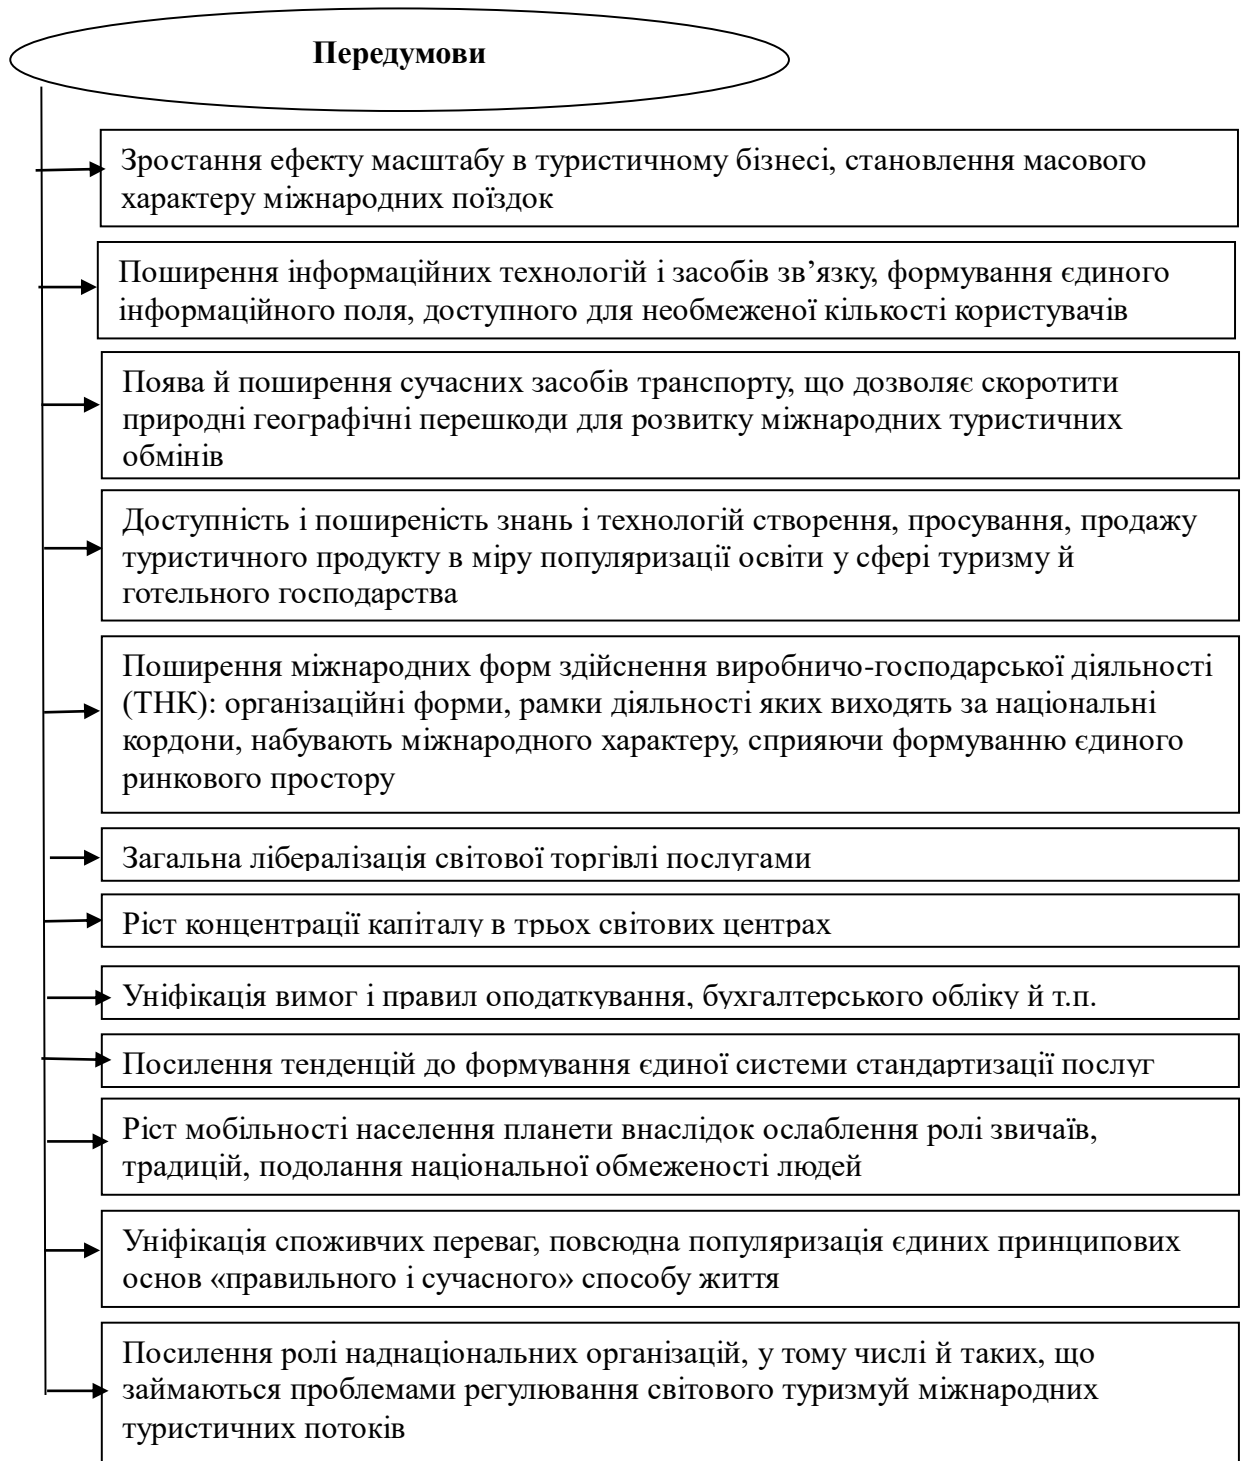 Передумови
Зростання ефекту масштабу в туристичному бізнесі, становлення масового
характеру міжнародних поїздок
Поширення інформаційних технологій і засобів зв’язку, формування єдиного
інформаційного поля, доступного для необмеженої кількості користувачів
Поява й поширення сучасних засобів транспорту, що дозволяє скоротити
природні географічні перешкоди для розвитку міжнародних туристичних
обмінів
Доступність і поширеність знань і технологій створення, просування, продажу
туристичного продукту в міру популяризації освіти у сфері туризму й
готельного господарства
Поширення міжнародних форм здійснення виробничо-господарської діяльності
(ТНК): організаційні форми, рамки діяльності яких виходять за національні
кордони, набувають міжнародного характеру, сприяючи формуванню єдиного
ринкового простору
Загальна лібералізація світової торгівлі послугами
Ріст концентрації капіталу в трьох світових центрах
Уніфікація вимог і правил оподаткування, бухгалтерського обліку й т.п.
Посилення тенденцій до формування єдиної системи стандартизації послуг
Ріст мобільності населення планети внаслідок ослаблення ролі звичаїв,
традицій, подолання національної обмеженості людей
Уніфікація споживчих переваг, повсюдна популяризація єдиних принципових
основ «правильного і сучасного» способу життя
Посилення ролі наднаціональних організацій, у тому числі й таких, що
займаються проблемами регулювання світового туризмуй міжнародних
туристичних потоків